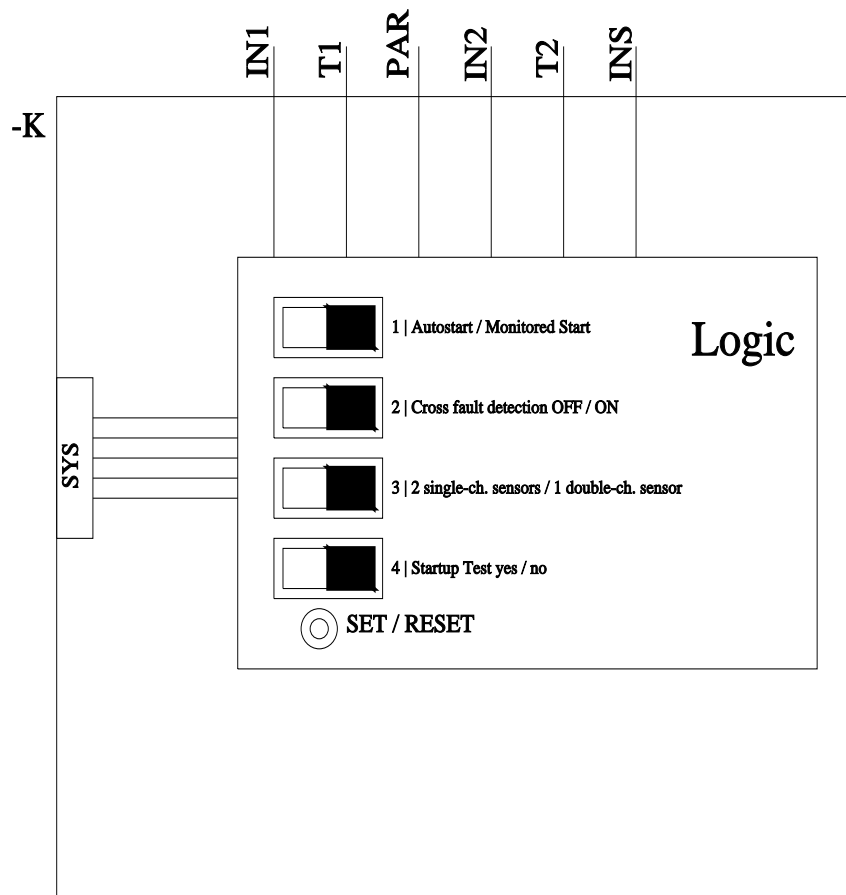 IN1
T1
PAR
IN2
T2
INS
-K
1 | Autostart / Monitored Start
Logic
2 | Cross fault detection OFF / ON
SYS
3 | 2 single-ch. sensors / 1 double-ch. sensor
4 | Startup Test yes / no
SET / RESET